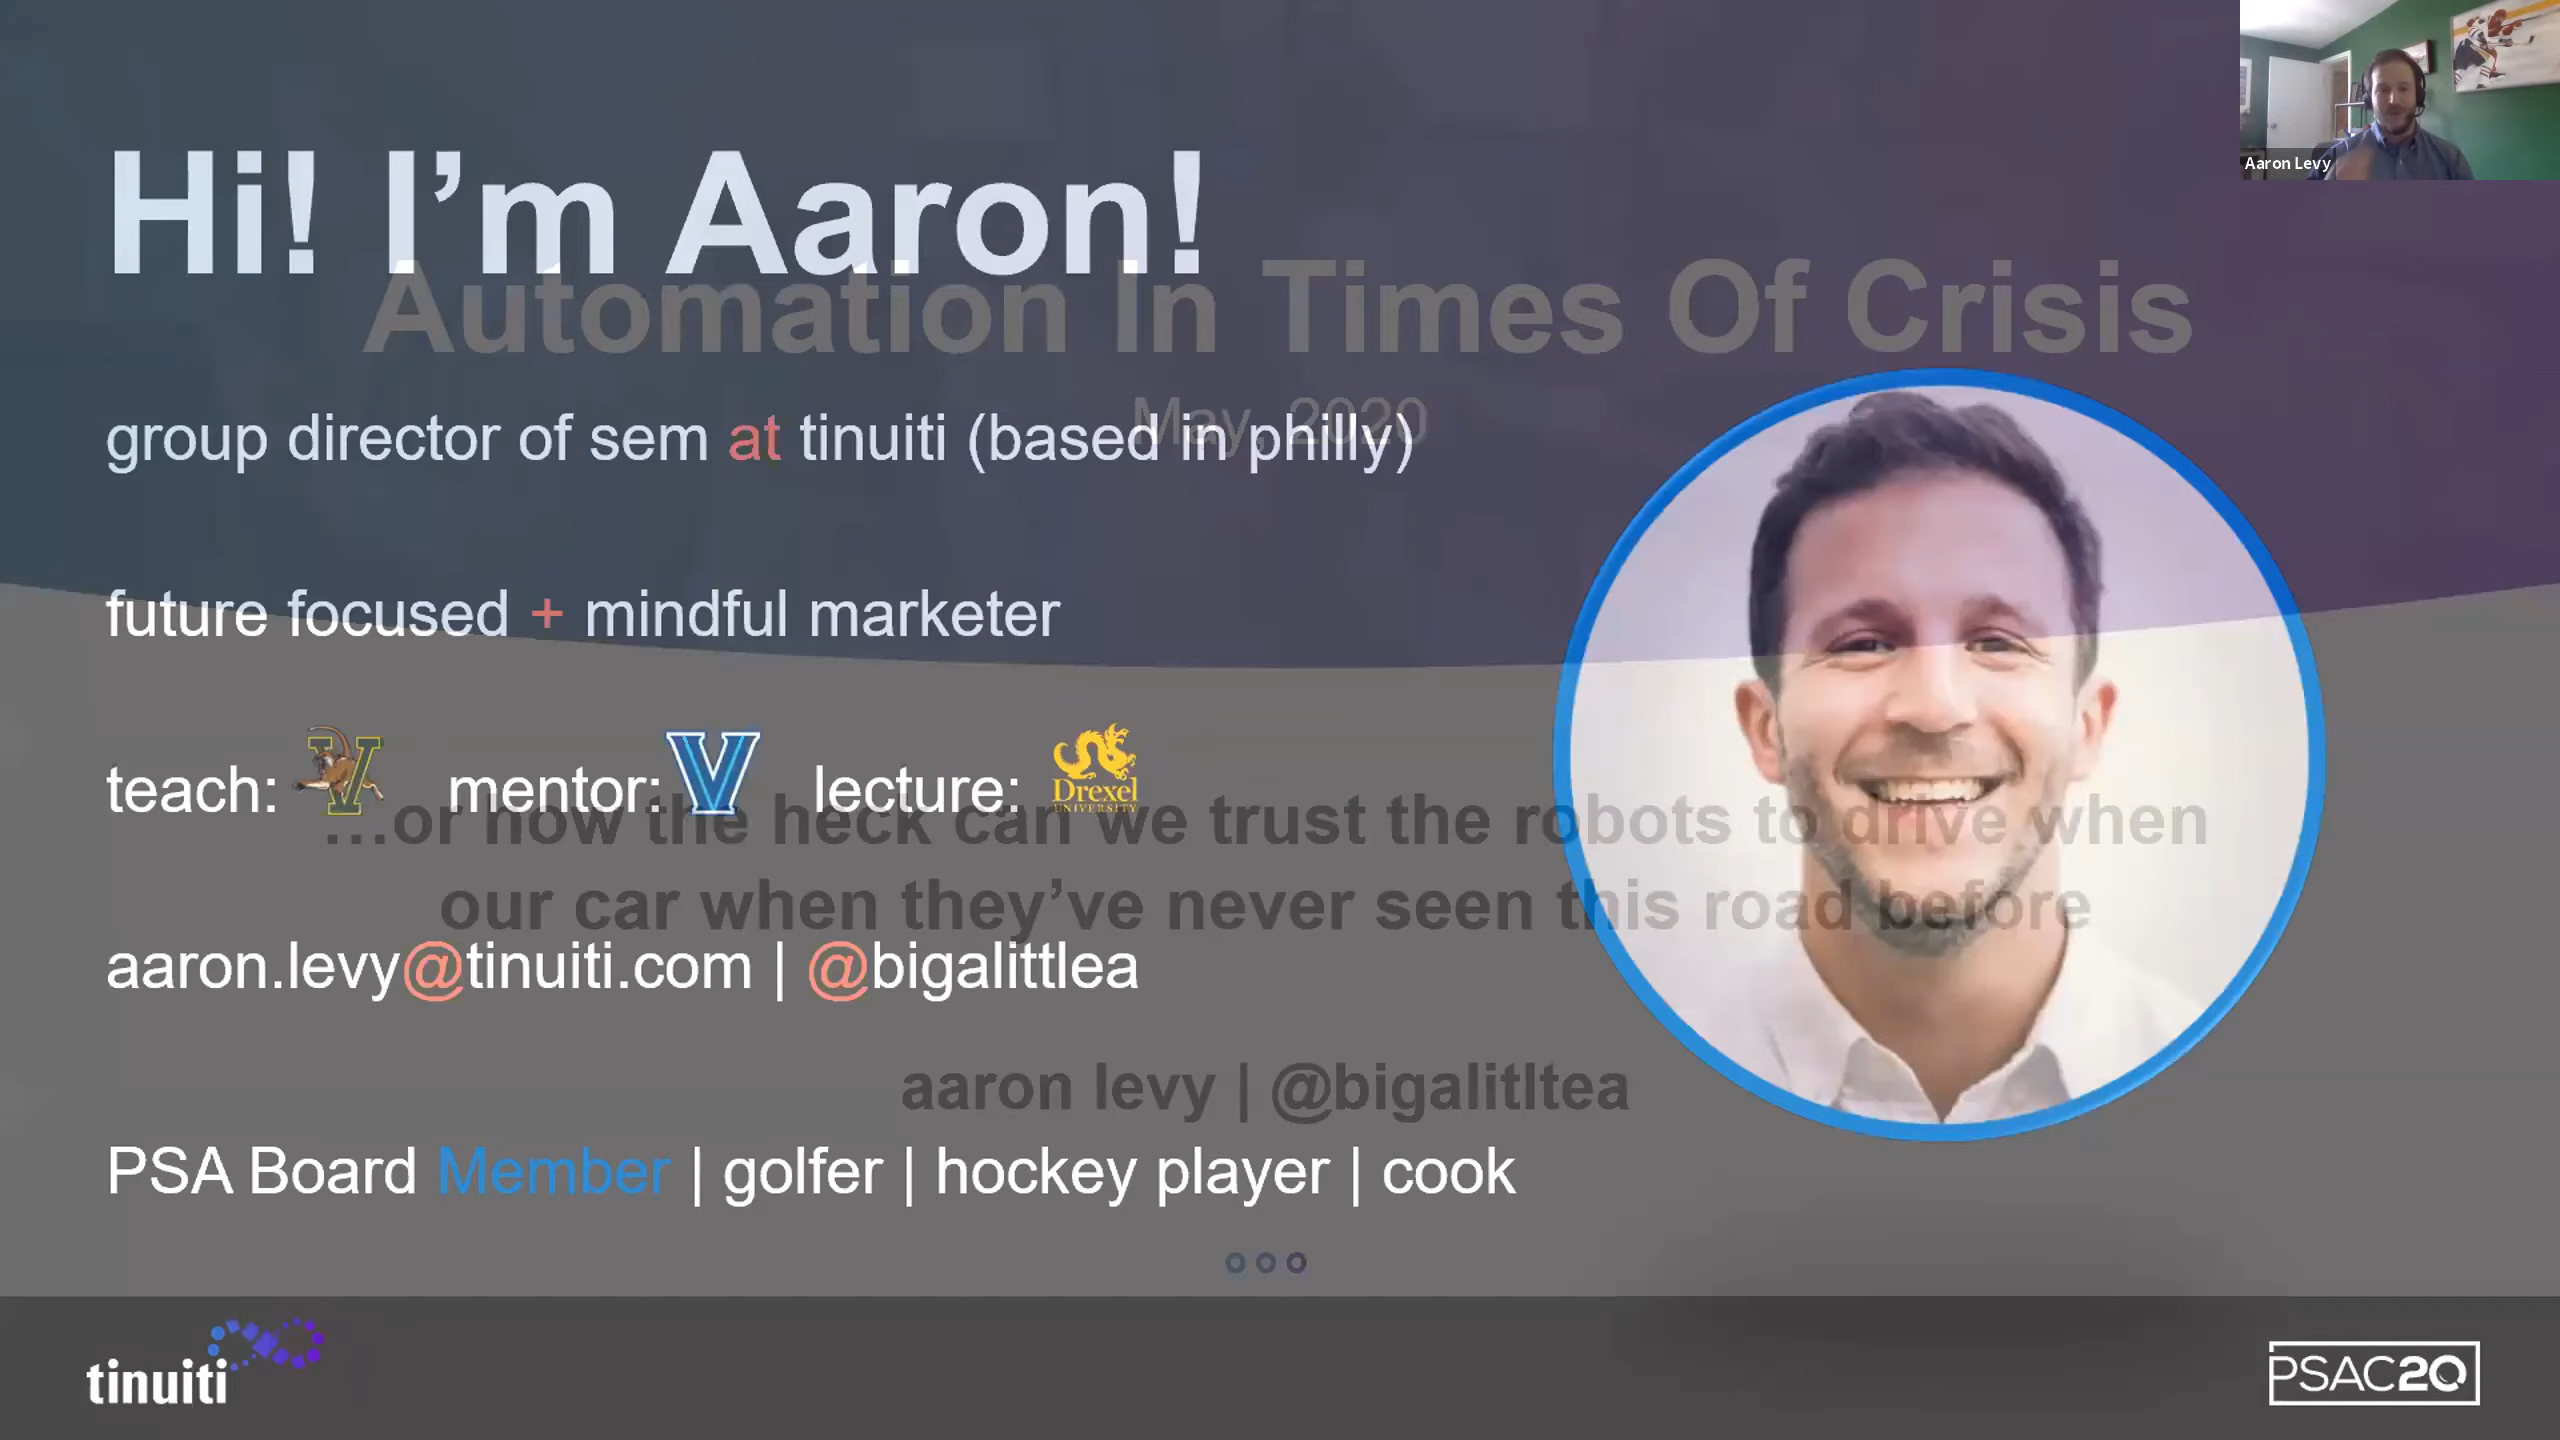 Aaron Levy
Hi! I’m Aaron!
Automation In Times Of Crisis
May, 2020
group director of sem at tinuiti (based in philly)
future focused + mindful marketer
teach: V mentor: V lecture: Drexel
UNIVERSITY
...or how the heck can we trust the robots to drive when
our car when they’ve never seen this road before
aaron.levy@tinuiti.com | @bigalittlea
aaron levy | @bigalitltea
PSA Board Member | golfer | hockey player | cook
tinuiti
PSAC20